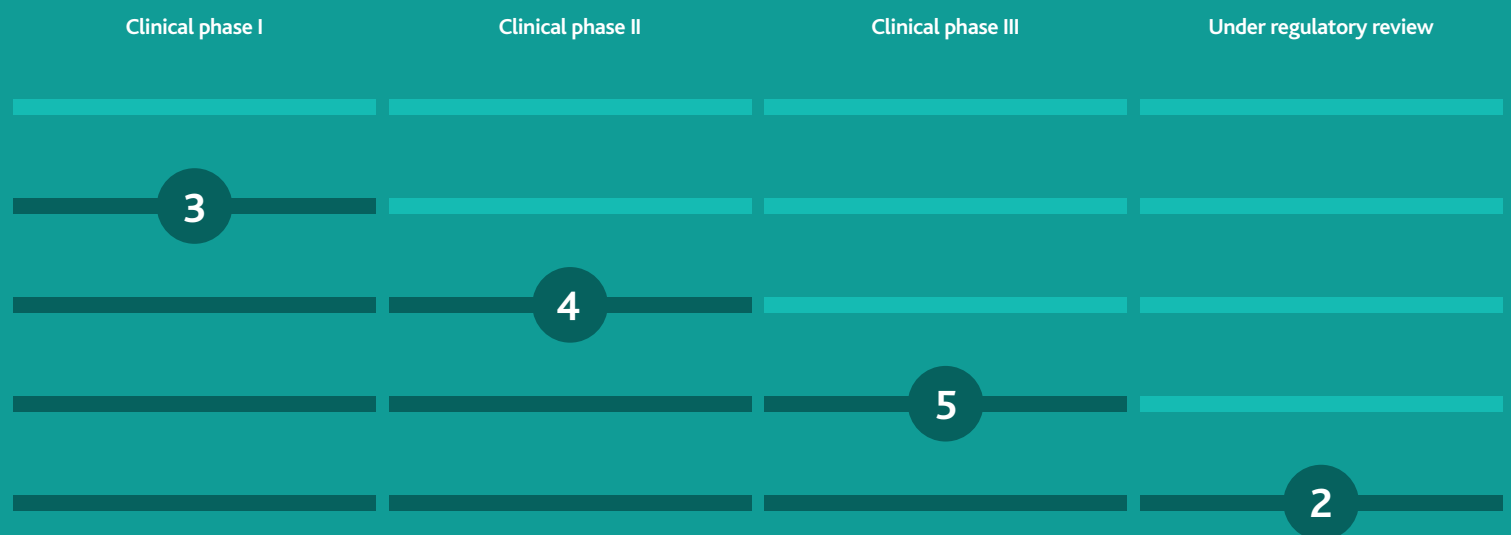 Clinical phase I
Clinical phase II
Clinical phase III
Under regulatory review
3
4
5
2